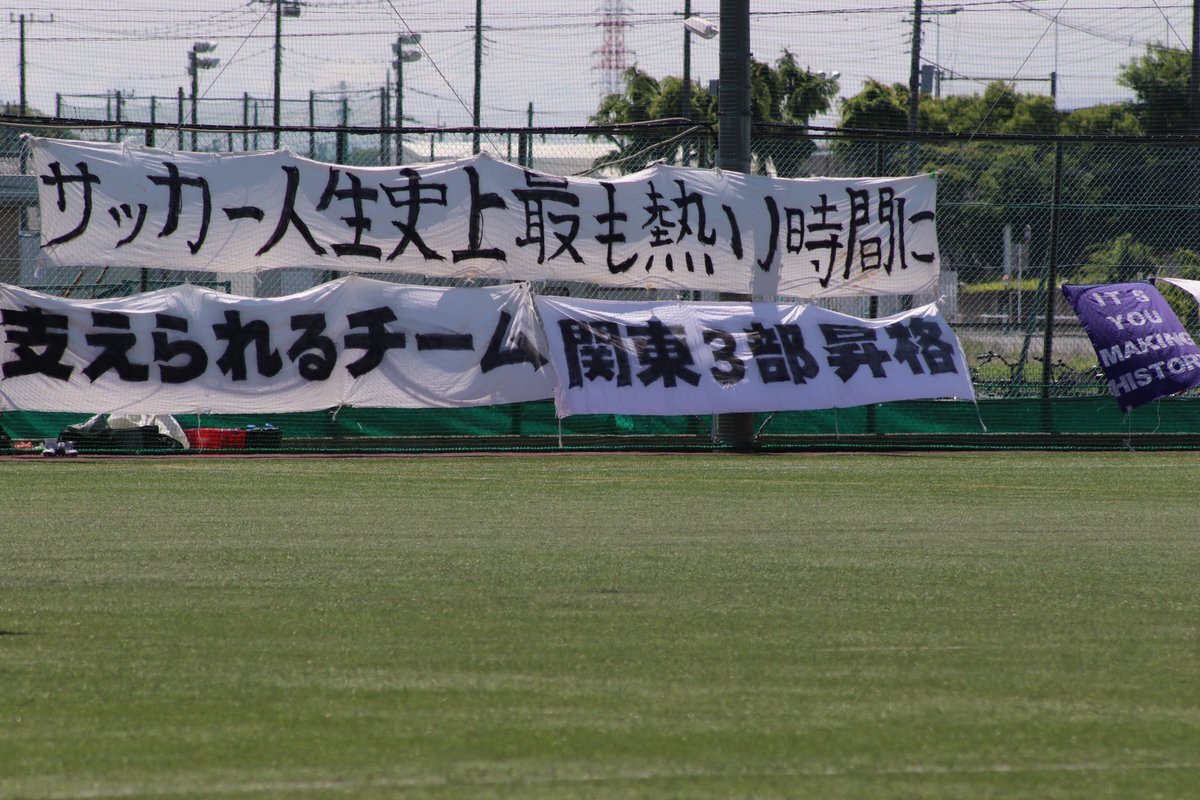 サッカー人生史上最も熱い時間に
支えられるチーム
関東3部昇格
IT'S
YOU
MAKING
HISTORY